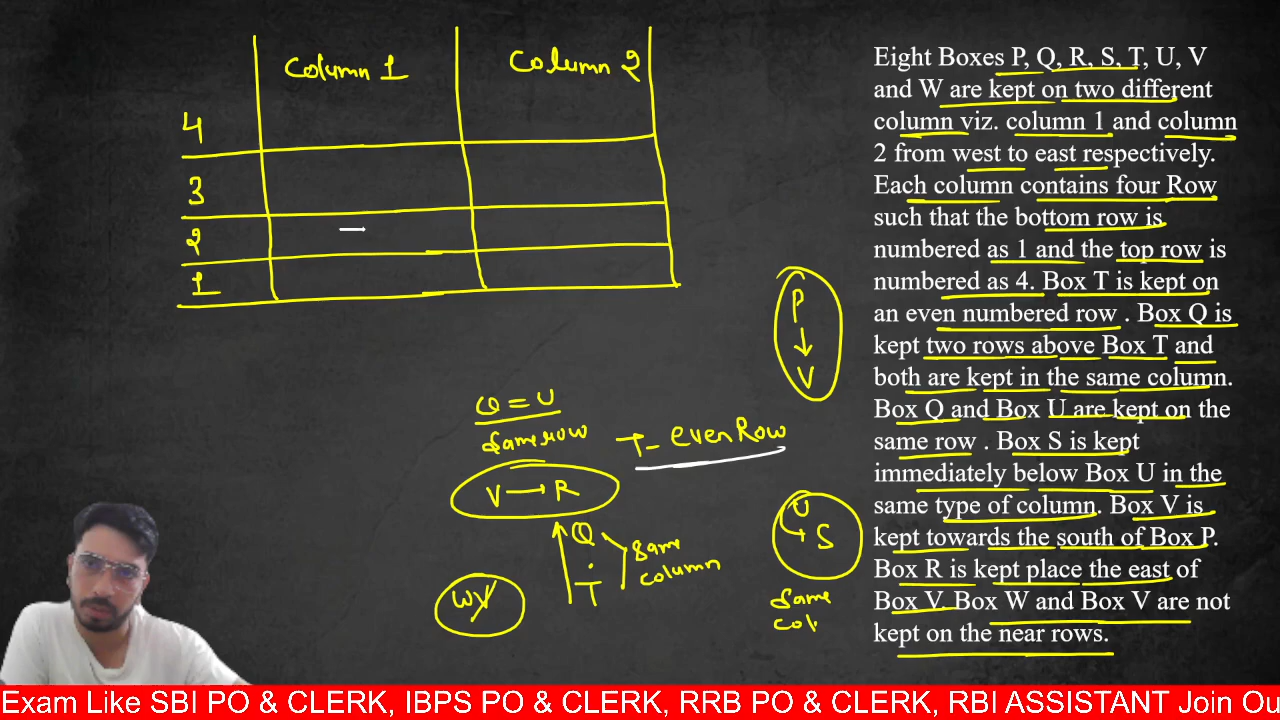 Column 1
Column 2
4
3
2
1
P
V
Q = U
Same row
T- even Row
V R
Q
T
Same
column
U
S
Same
col
W V
Eight Boxes P, Q, R, S, T, U, V
and W are kept on two different
column viz. column 1 and column
2 from west to east respectively.
Each column contains four Row
such that the bottom row is
numbered as 1 and the top row is
numbered as 4. Box T is kept on
an even numbered row . Box Q is
kept two rows above Box T and
both are kept in the same column.
Box Q and Box U are kept on the
same row . Box S is kept
immediately below Box U in the
same type of column. Box V is
kept towards the south of Box P.
Box R is kept place the east of
Box V. Box W and Box V are not
kept on the near rows.
Exam Like SBI PO & CLERK, IBPS PO & CLERK, RRB PO & CLERK, RBI ASSISTANT Join Ou